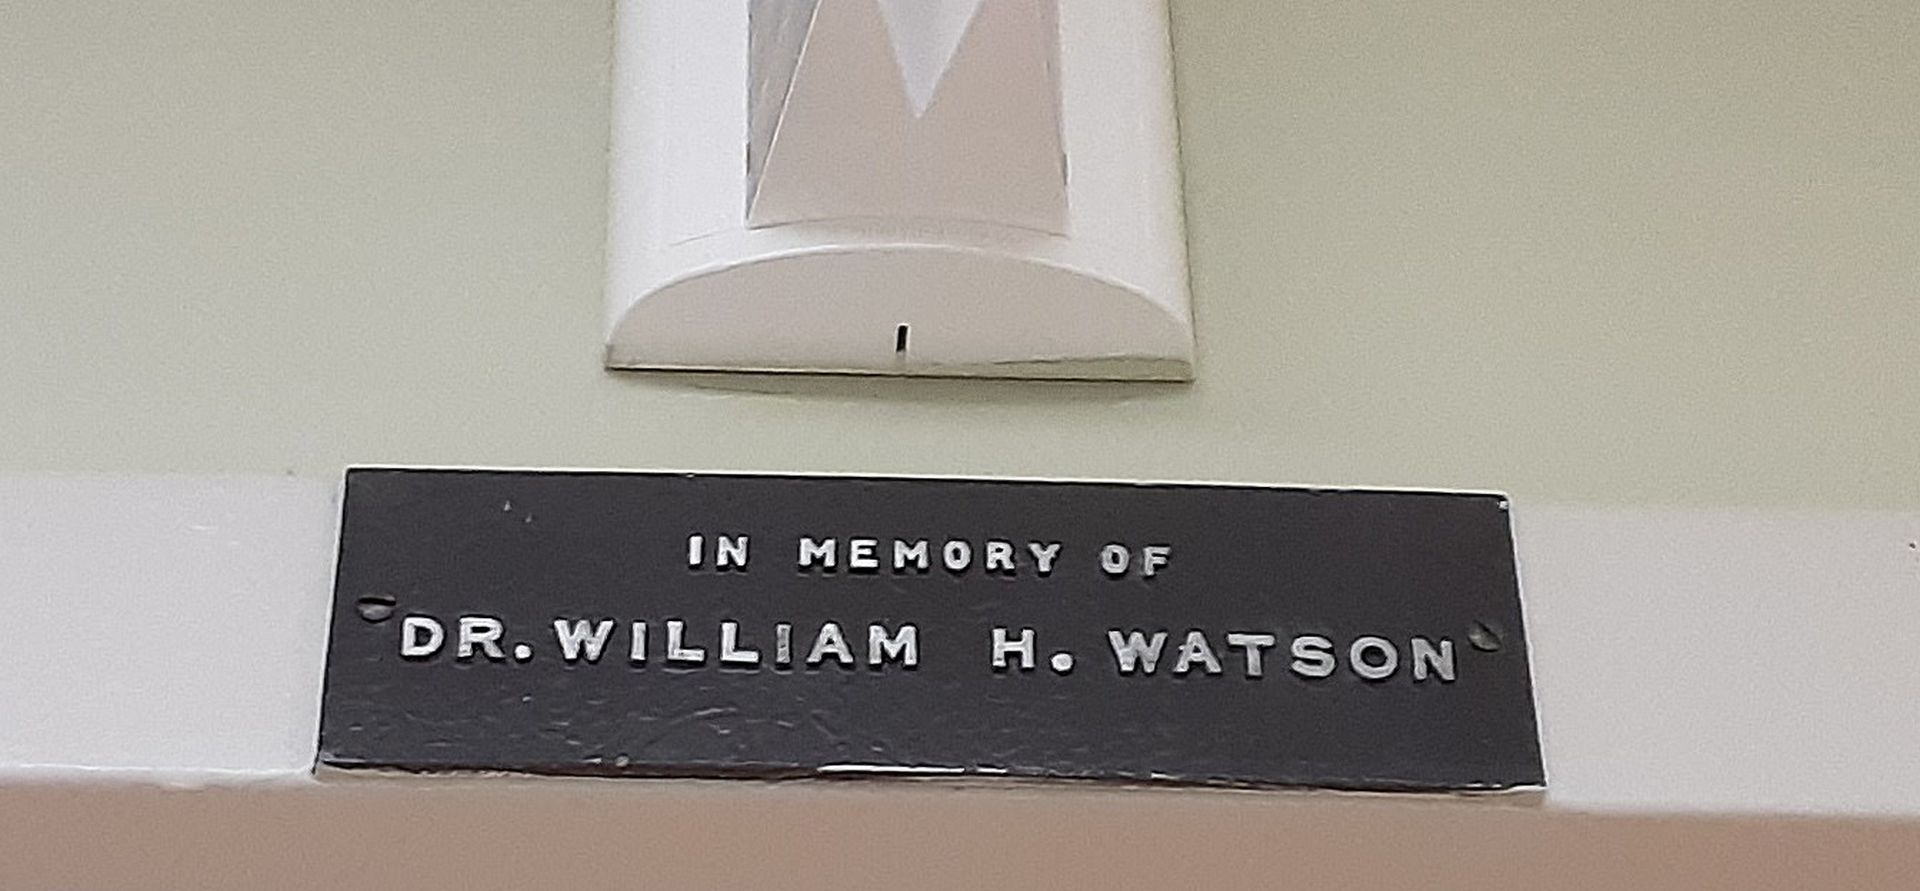 IN MEMORY OF
DR. WILLIAM H. WATSON